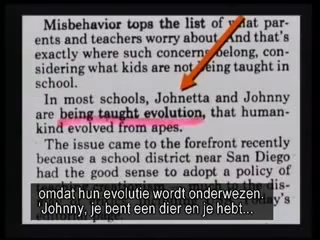 Misbehavior tops the list of what par-
ents and teachers worry about. And that's
exactly where such concerns belong, con-
sidering what kids are not being taught in
school.
In most schools, Johnetta and Johnny
are being taught evolution, that human-
kind evolved from apes.
The issue came to the forefront recently
because a school district near San Diego
had the good sense to adopt a policy of
omdat hun evolutie wordt onderwezen.
'Johnny, je bent een dier en je hebt...